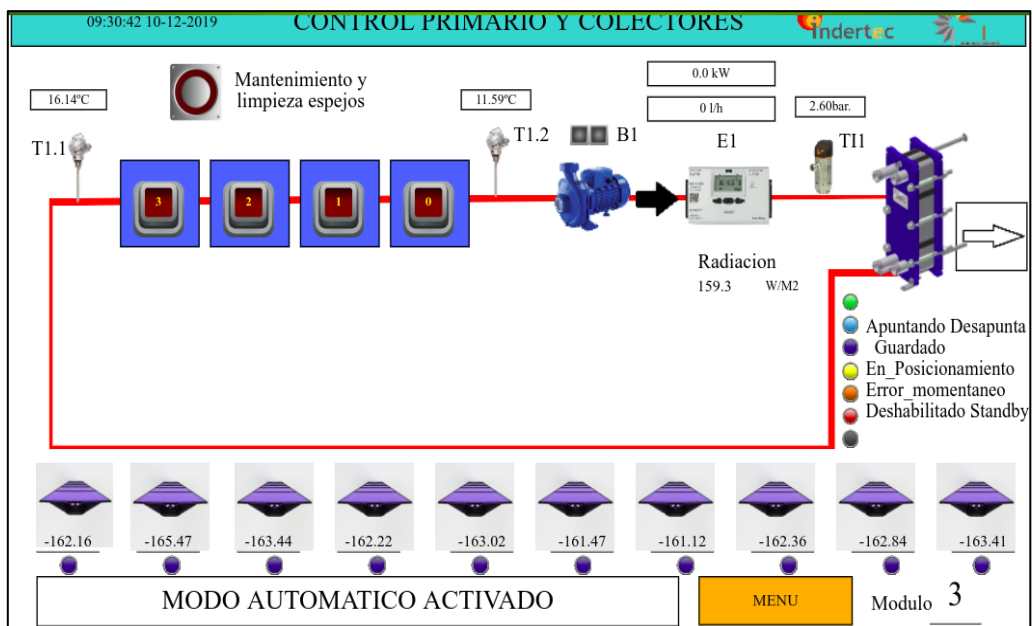 09:30:42 10-12-2019
CONTROL PRIMARIO Y COLECTORES
indertec
Mantenimiento y
limpieza espejos
16.14ºC
11.59ºC
0.0 kW
0 l/h
2.60bar.
T1.1
T1.2
B1
E1
TI1
3
2
1
0
Radiacion
159.3 W/M2
Apuntando Desapunta
Guardado
En_Posicionamiento
Error_momentaneo
Deshabilitado Standby
-162.16
-165.47
-163.44
-162.22
-163.02
-161.47
-161.12
-162.36
-162.84
-163.41
MODO AUTOMATICO ACTIVADO
MENU
Modulo 3